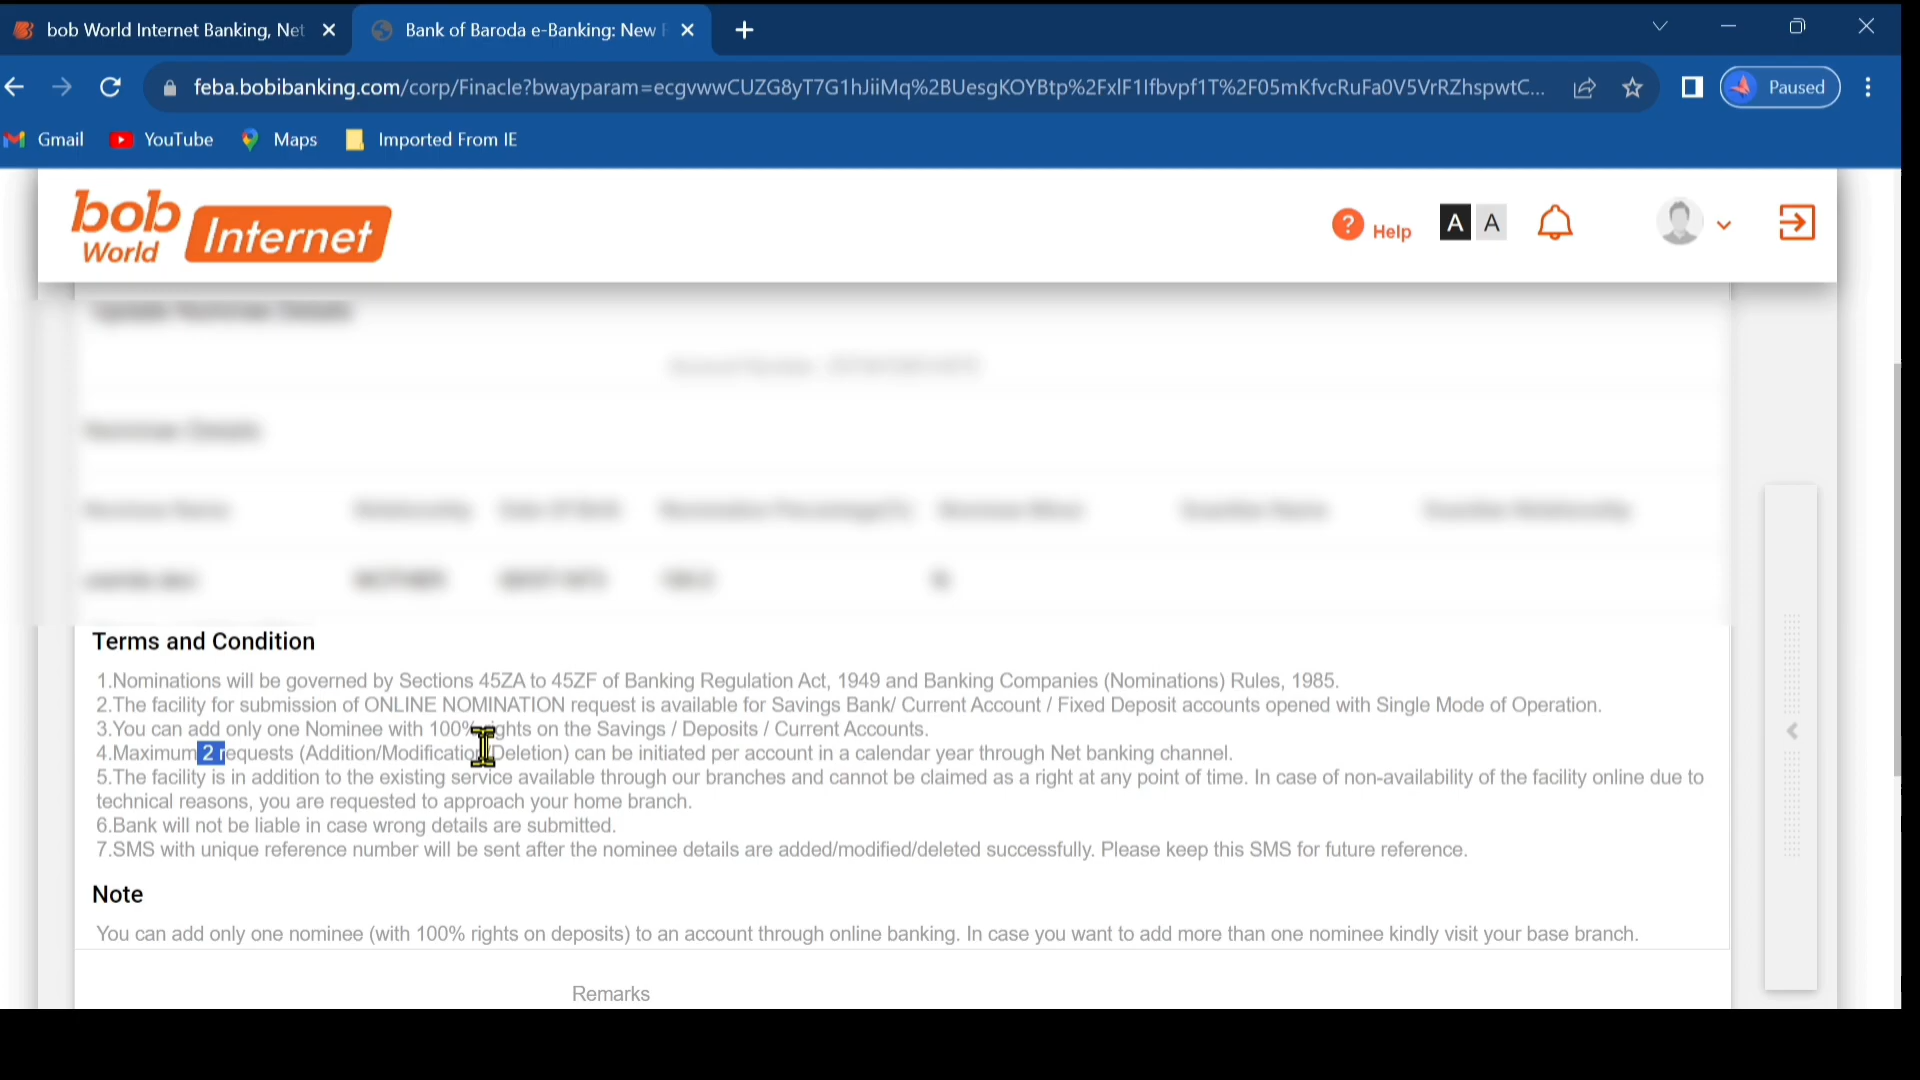 bob World Internet Banking, Net
Bank of Baroda e-Banking: New
feba.bobibanking.com/corp/Finacle?bwayparam=ecgvwwCUZG8yT7G1hJiiMq%2BUesgKOYBtp%2FxlF1Ifbvpf1T%2F05mKfvcRuFa0V5VrRZhspwtC...
Paused
Gmail YouTube Maps Imported From IE
bob World Internet
? Help A A
Update Nominee Details
Nominee Details
Terms and Condition
1.Nominations will be governed by Sections 45ZA to 45ZF of Banking Regulation Act, 1949 and Banking Companies (Nominations) Rules, 1985.
2.The facility for submission of ONLINE NOMINATION request is available for Savings Bank/ Current Account / Fixed Deposit accounts opened with Single Mode of Operation.
3.You can add only one Nominee with 100% rights on the Savings / Deposits / Current Accounts.
4.Maximum 2 requests (Addition/Modification/Deletion) can be initiated per account in a calendar year through Net banking channel.
5.The facility is in addition to the existing service available through our branches and cannot be claimed as a right at any point of time. In case of non-availability of the facility online due to
technical reasons, you are requested to approach your home branch.
6.Bank will not be liable in case wrong details are submitted.
7.SMS with unique reference number will be sent after the nominee details are added/modified/deleted successfully. Please keep this SMS for future reference.
Note
You can add only one nominee (with 100% rights on deposits) to an account through online banking. In case you want to add more than one nominee kindly visit your base branch.
Remarks